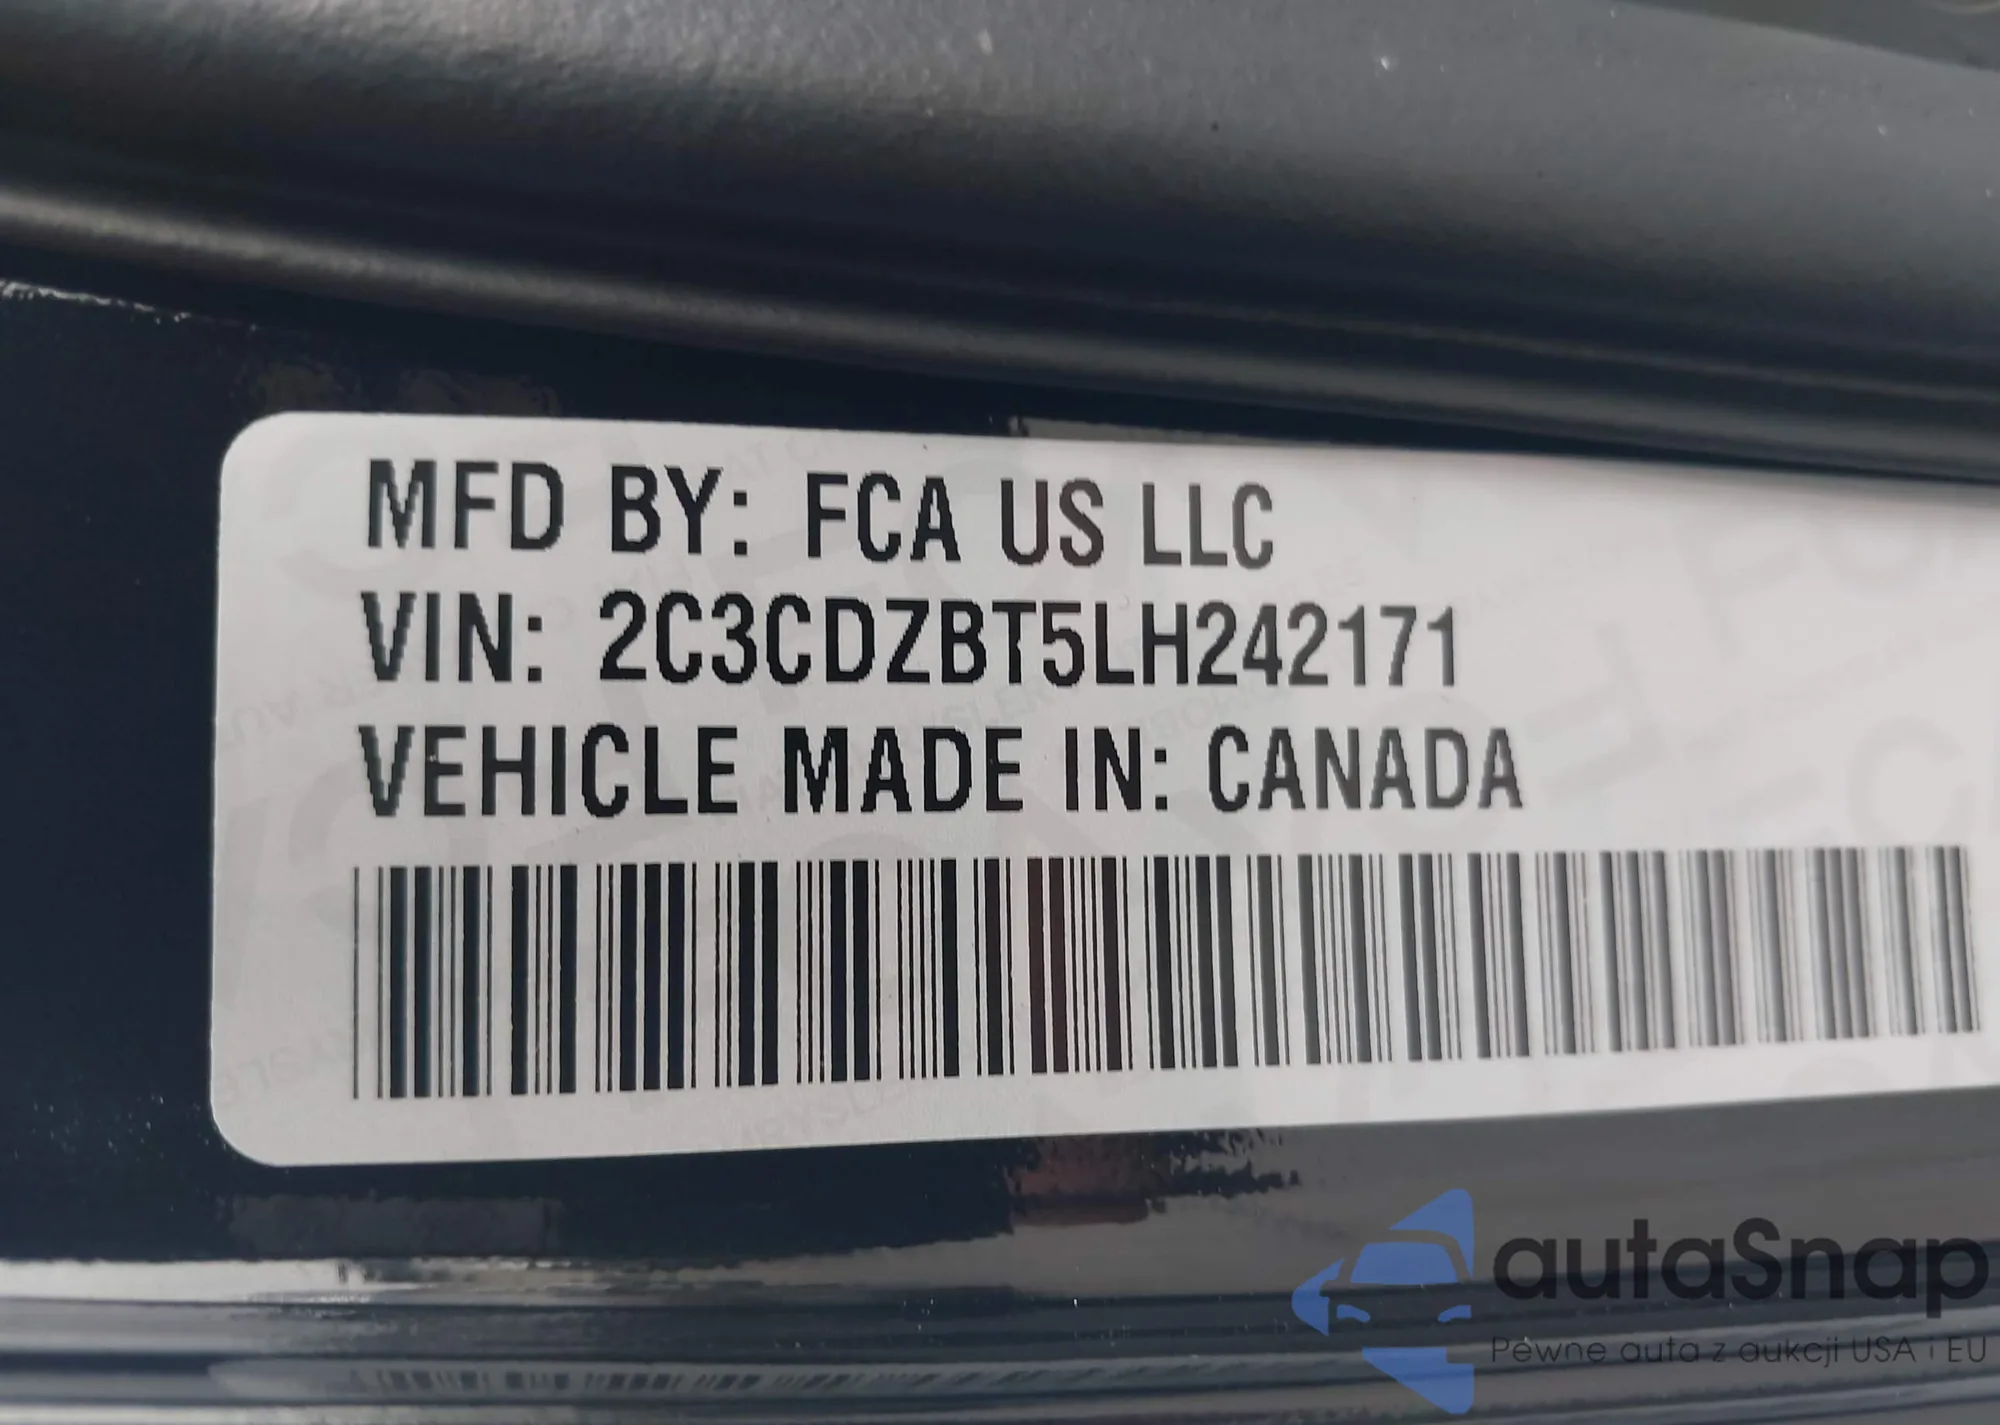 MFD BY: FCA US LLC
VIN: 2C3CDZBT5LH242171
VEHICLE MADE IN: CANADA
autaSnap
Pewne auta z aukcji USA i EU